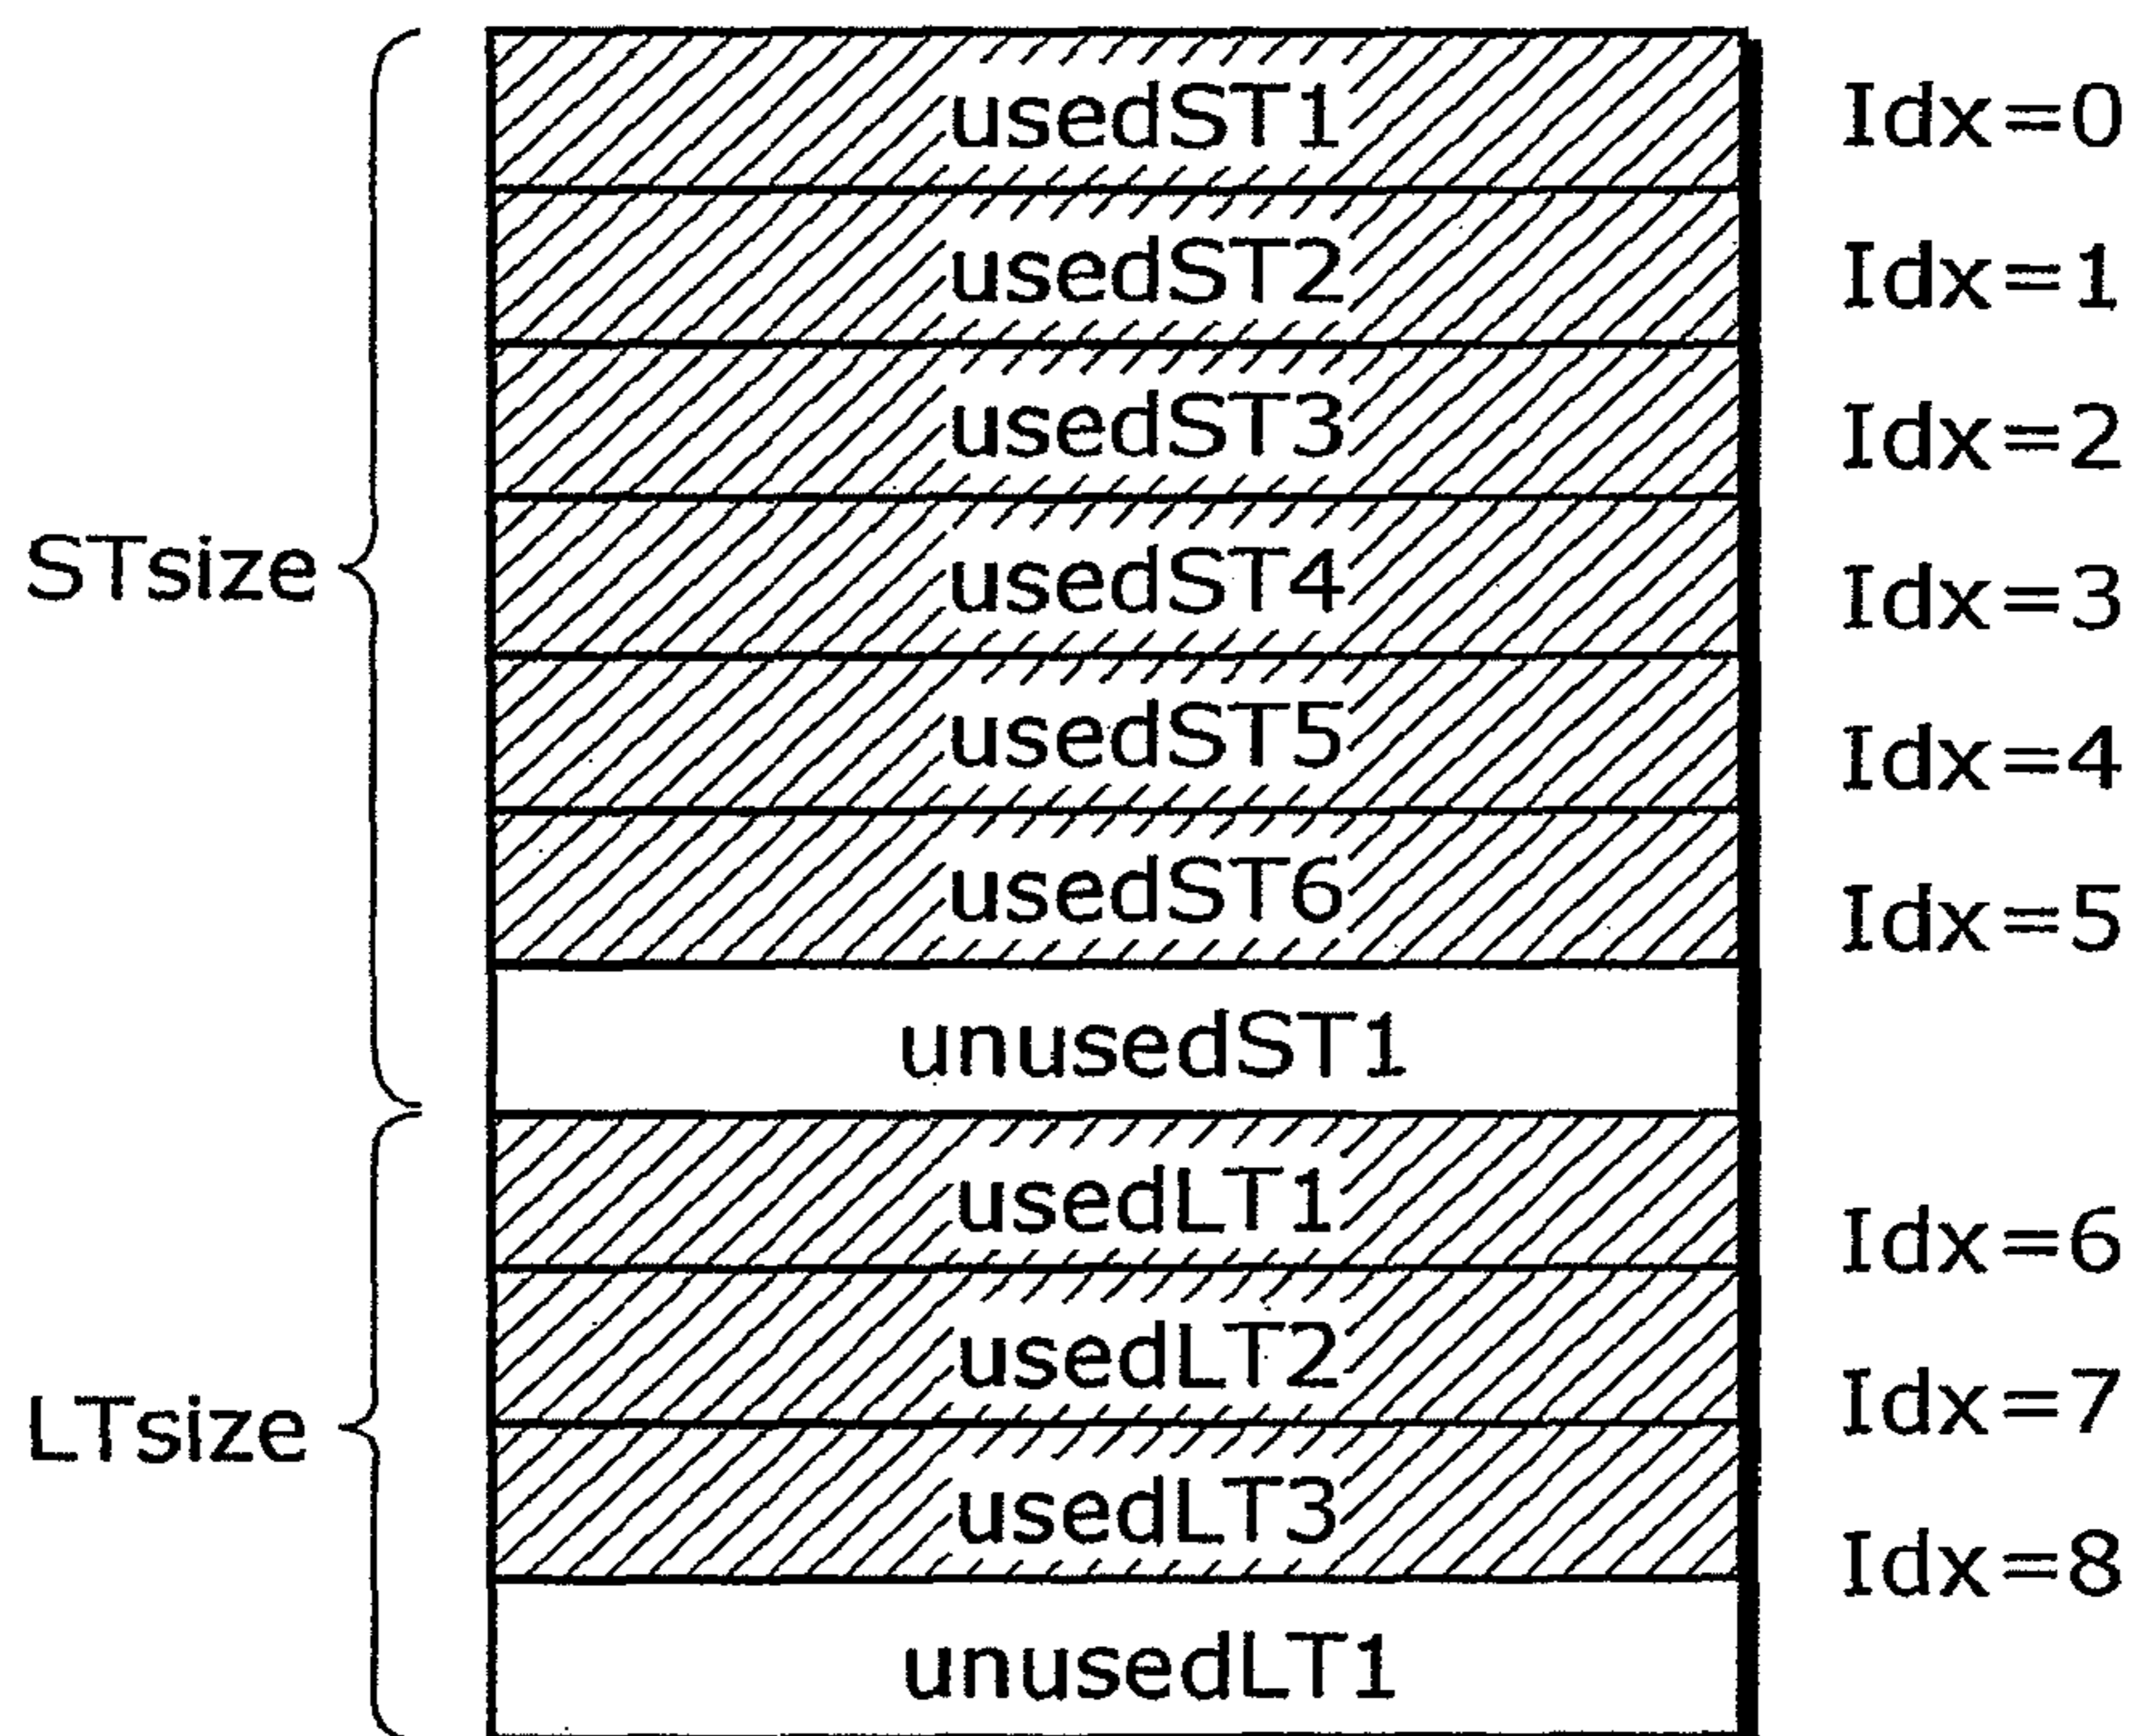 usedST1 Idx=0
usedST2 Idx=1
usedST3 Idx=2
STsize usedST4 Idx=3
usedST5 Idx=4
usedST6 Idx=5
unusedST1
usedLT1 Idx=6
usedLT2 Idx=7
LTsize usedLT3 Idx=8
unusedLT1